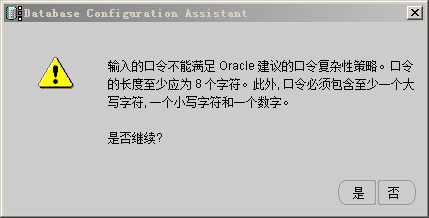 Database Configuration Assistant
输入的口令不能满足 Oracle 建议的口令复杂性策略。口令
的长度至少应为 8 个字符。此外, 口令必须包含至少一个大
写字符, 一个小写字符和一个数字。
是否继续?
是 否